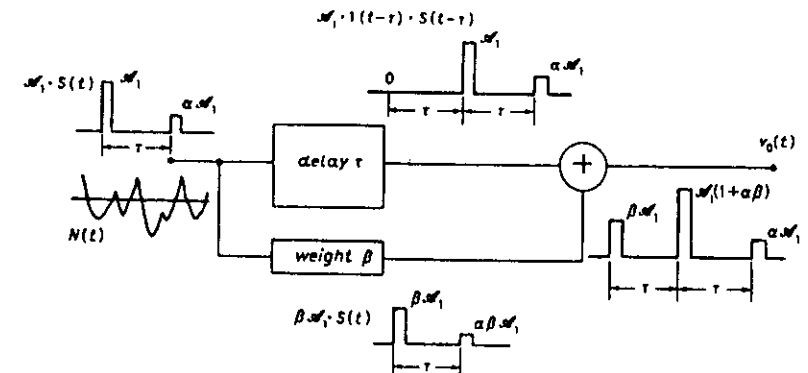 𝒜₁·1(t-τ)·S(t-τ)
𝒜₁
α𝒜₁
0
τ
τ
𝒜₁·S(t)
𝒜₁
α𝒜₁
τ
N(t)
delay τ
weight β
+
v₀(t)
β𝒜₁
𝒜₁(1+αβ)
α𝒜₁
τ
τ
β𝒜₁·S(t)
β𝒜₁
αβ𝒜₁
τ